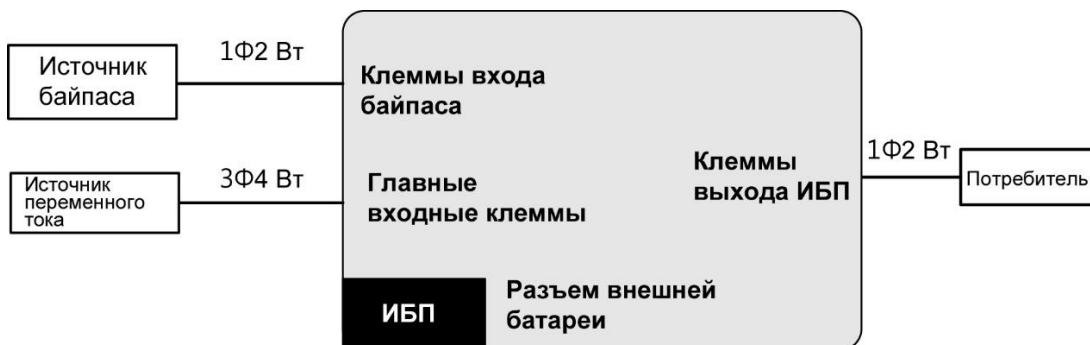 Источник
байпаса
1Ф2 Вт
Клеммы входа
байпаса
Источник
переменного
тока
3Ф4 Вт
Главные
входные клеммы
Клеммы
выхода ИБП
1Ф2 Вт
Потребитель
ИБП
Разъем внешней
батареи